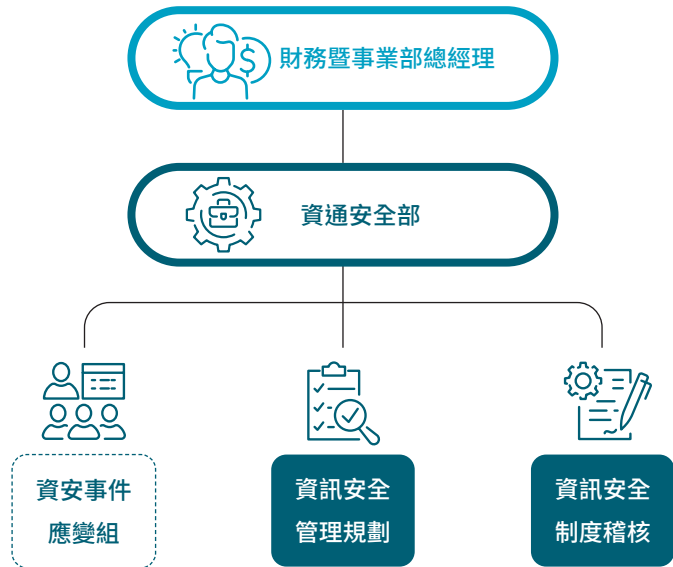 財務暨事業部總經理
資通安全部
資安事件
應變組
資訊安全
管理規劃
資訊安全
制度稽核